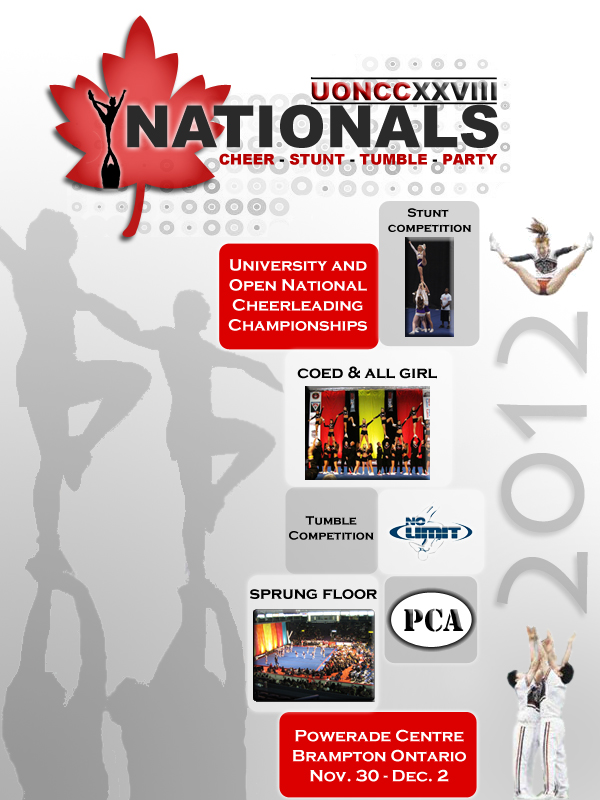 UONCCXXVIII
NATIONALS
CHEER - STUNT - TUMBLE - PARTY
STUNT
COMPETITION
UNIVERSITY AND
OPEN NATIONAL
CHEERLEADING
CHAMPIONSHIPS
COED & ALL GIRL
2012
TUMBLE
COMPETITION
NO
LIMIT
SPRUNG FLOOR
PCA
POWERADE CENTRE
BRAMPTON ONTARIO
NOV. 30 - DEC. 2